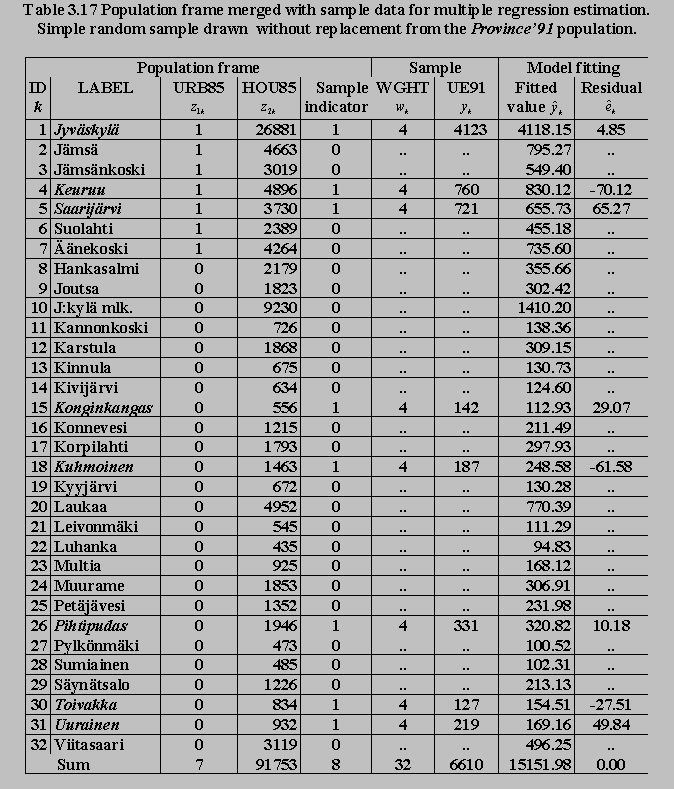 Table 3.17 Population frame merged with sample data for multiple regression estimation.
Simple random sample drawn without replacement from the Province'91 population.
Population frame Sample Model fitting
ID LABEL URB85 HOU85 Sample WGHT UE91 Fitted Residual
k z1k z2k indicator wk yk value ŷk êk
1 Jyväskylä 1 26881 1 4 4123 4118.15 4.85
2 Jämsä 1 4663 0 .. .. 795.27 ..
3 Jämsänkoski 1 3019 0 .. .. 549.40 ..
4 Keuruu 1 4896 1 4 760 830.12 -70.12
5 Saarijärvi 1 3730 1 4 721 655.73 65.27
6 Suolahti 1 2389 0 .. .. 455.18 ..
7 Äänekoski 1 4264 0 .. .. 735.60 ..
8 Hankasalmi 0 2179 0 .. .. 355.66 ..
9 Joutsa 0 1823 0 .. .. 302.42 ..
10 J:kylä mlk. 0 9230 0 .. .. 1410.20 ..
11 Kannonkoski 0 726 0 .. .. 138.36 ..
12 Karstula 0 1868 0 .. .. 309.15 ..
13 Kinnula 0 675 0 .. .. 130.73 ..
14 Kivijärvi 0 634 0 .. .. 124.60 ..
15 Konginkangas 0 556 1 4 142 112.93 29.07
16 Konnevesi 0 1215 0 .. .. 211.49 ..
17 Korpilahti 0 1793 0 .. .. 297.93 ..
18 Kuhmoinen 0 1463 1 4 187 248.58 -61.58
19 Kyyjärvi 0 672 0 .. .. 130.28 ..
20 Laukaa 0 4952 0 .. .. 770.39 ..
21 Leivonmäki 0 545 0 .. .. 111.29 ..
22 Luhanka 0 435 0 .. .. 94.83 ..
23 Multia 0 925 0 .. .. 168.12 ..
24 Muurame 0 1853 0 .. .. 306.91 ..
25 Petäjävesi 0 1352 0 .. .. 231.98 ..
26 Pihtipudas 0 1946 1 4 331 320.82 10.18
27 Pylkönmäki 0 473 0 .. .. 100.52 ..
28 Sumiainen 0 485 0 .. .. 102.31 ..
29 Säynätsalo 0 1226 0 .. .. 213.13 ..
30 Toivakka 0 834 1 4 127 154.51 -27.51
31 Uurainen 0 932 1 4 219 169.16 49.84
32 Viitasaari 0 3119 0 .. .. 496.25 ..
Sum 7 91753 8 32 6610 15151.98 0.00